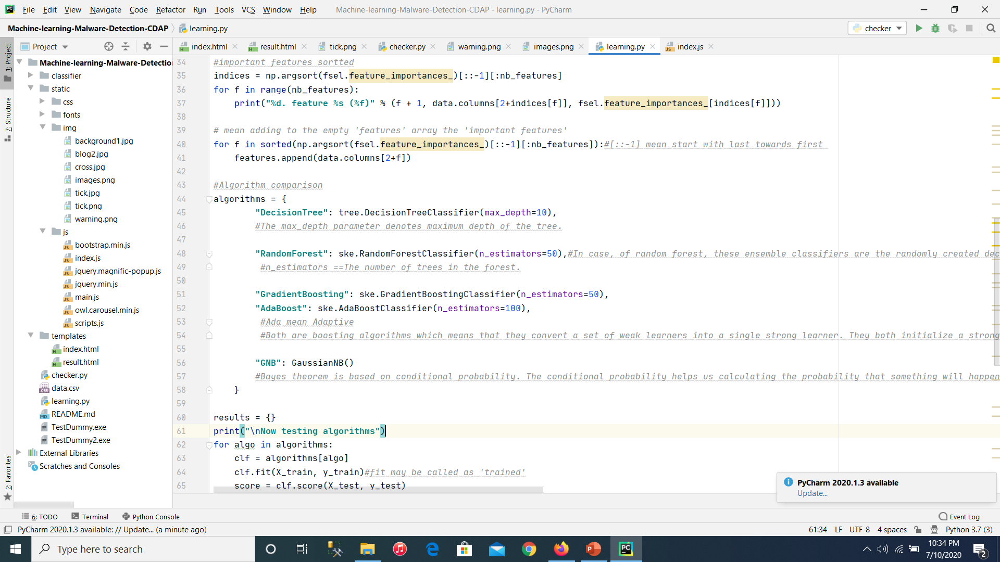 File Edit View Navigate Code Refactor Run Tools VCS Window Help Machine-learning-Malware-Detection-CDAP - learning.py - PyCharm
Machine-learning-Malware-Detection-CDAP learning.py checker
Project index.html result.html tick.png checker.py warning.png images.png learning.py index.js
1: Project
7: Structure
2: Favorites
Machine-learning-Malware-Detectio
classifier
static
css
fonts
img
background1.jpg
blog2.jpg
cross.jpg
images.png
tick.jpg
tick.png
warning.png
js
bootstrap.min.js
index.js
jquery.magnific-popup.js
jquery.min.js
main.js
owl.carousel.min.js
scripts.js
templates
index.html
result.html
checker.py
data.csv
learning.py
README.md
TestDummy.exe
TestDummy2.exe
External Libraries
Scratches and Consoles
34 #important features sortted
35 indices = np.argsort(fsel.feature_importances_)[::-1][:nb_features]
36 for f in range(nb_features):
37 print("%d. feature %s (%f)" % (f + 1, data.columns[2+indices[f]], fsel.feature_importances_[indices[f]]))
38
39 # mean adding to the empty 'features' array the 'important features'
40 for f in sorted(np.argsort(fsel.feature_importances_)[::-1][:nb_features]):#[::-1] mean start with last towards first
41 features.append(data.columns[2+f])
42
43 #Algorithm comparison
44 algorithms = {
45 "DecisionTree": tree.DecisionTreeClassifier(max_depth=10),
46 #The max_depth parameter denotes maximum depth of the tree.
47
48 "RandomForest": ske.RandomForestClassifier(n_estimators=50),#In case, of random forest, these ensemble classifiers are the randomly created dec
49 #n_estimators ==The number of trees in the forest.
50
51 "GradientBoosting": ske.GradientBoostingClassifier(n_estimators=50),
52 "AdaBoost": ske.AdaBoostClassifier(n_estimators=100),
53 #Ada mean Adaptive
54 #Both are boosting algorithms which means that they convert a set of weak learners into a single strong learner. They both initialize a strong
55
56 "GNB": GaussianNB()
57 #Bayes theorem is based on conditional probability. The conditional probability helps us calculating the probability that something will happen
58 }
59
60 results = {}
61 print("\nNow testing algorithms")
62 for algo in algorithms:
63 clf = algorithms[algo]
64 clf.fit(X_train, y_train)#fit may be called as 'trained'
65 score = clf.score(X_test, y_test)
PyCharm 2020.1.3 available
Update...
6: TODO Terminal Python Console Event Log
PyCharm 2020.1.3 available: // Update... (a minute ago) 61:34 LF UTF-8 4 spaces Python 3.7 (3)
Type here to search
10:34 PM
7/10/2020
2